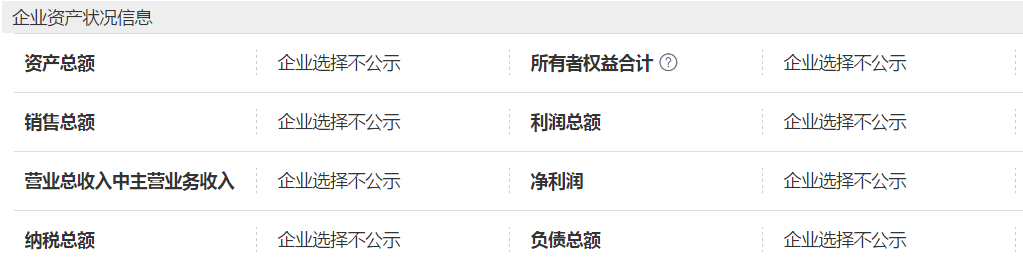 企业资产状况信息
资产总额 企业选择不公示 所有者权益合计 ? 企业选择不公示
销售总额 企业选择不公示 利润总额 企业选择不公示
营业总收入中主营业务收入 企业选择不公示 净利润 企业选择不公示
纳税总额 企业选择不公示 负债总额 企业选择不公示